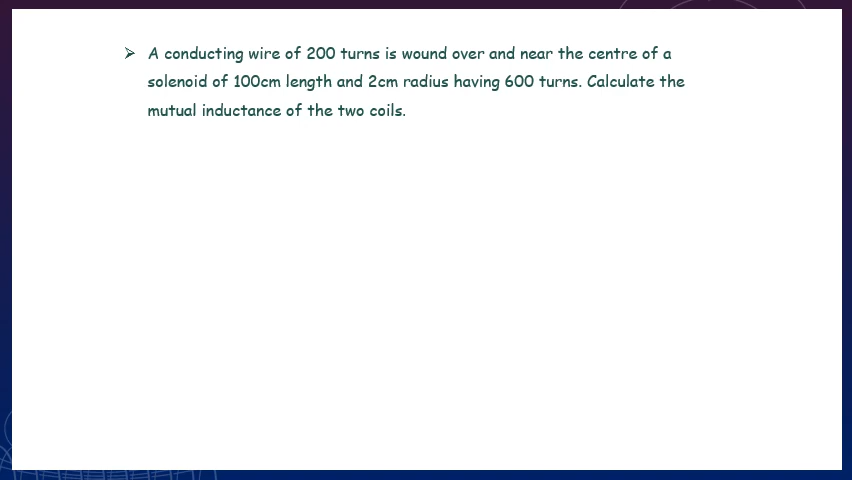 ➢ A conducting wire of 200 turns is wound over and near the centre of a
solenoid of 100cm length and 2cm radius having 600 turns. Calculate the
mutual inductance of the two coils.